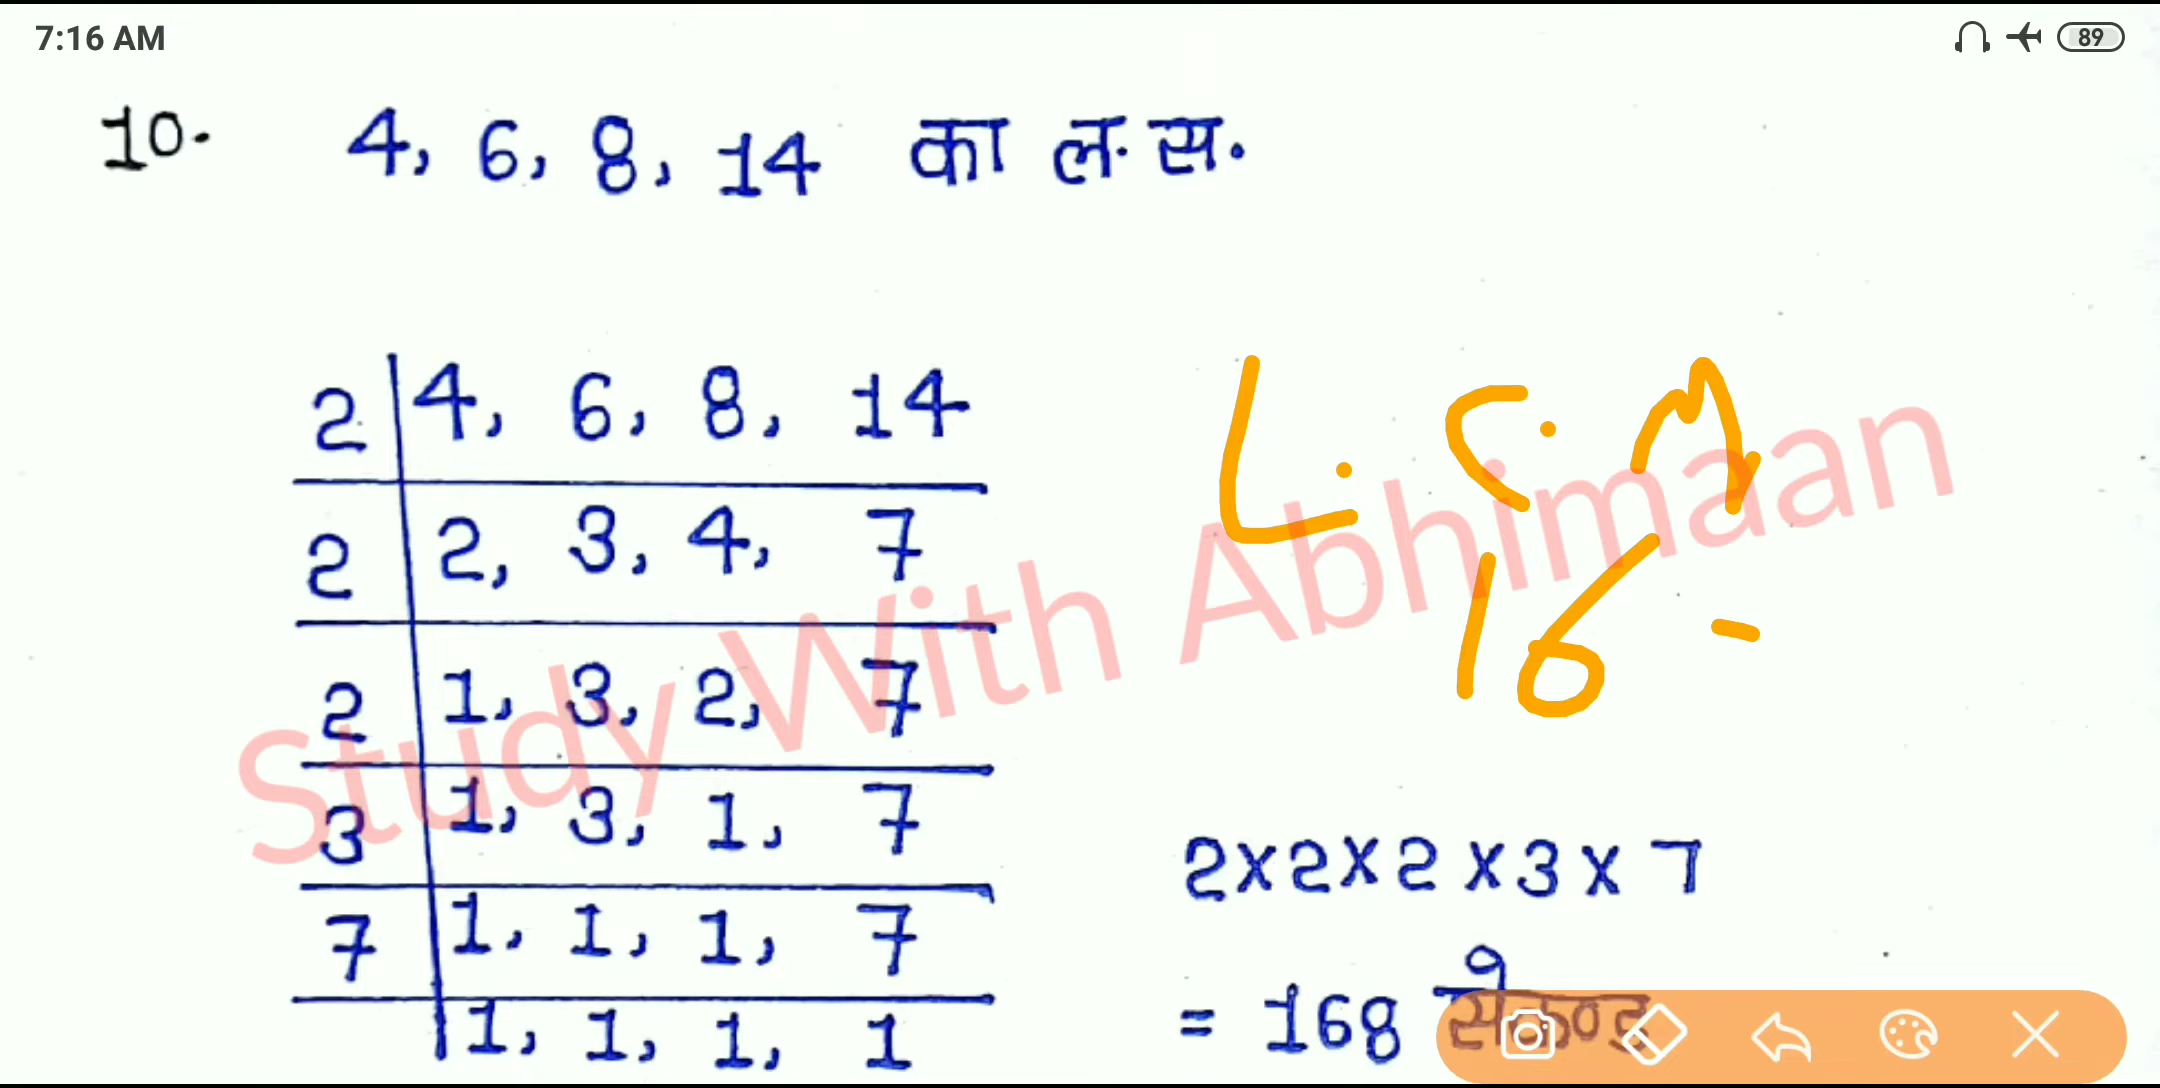 7:16 AM 89
10. 4, 6, 8, 14 का ल. स.
2 4, 6, 8, 14
2 2, 3, 4, 7
2 1, 3, 2, 7
3 1, 3, 1, 7
7 1, 1, 1, 7
1, 1, 1, 1
L.C.M
16 -
2x2x2x3x7
= 168 सेकण्ड
Study With Abhimaan